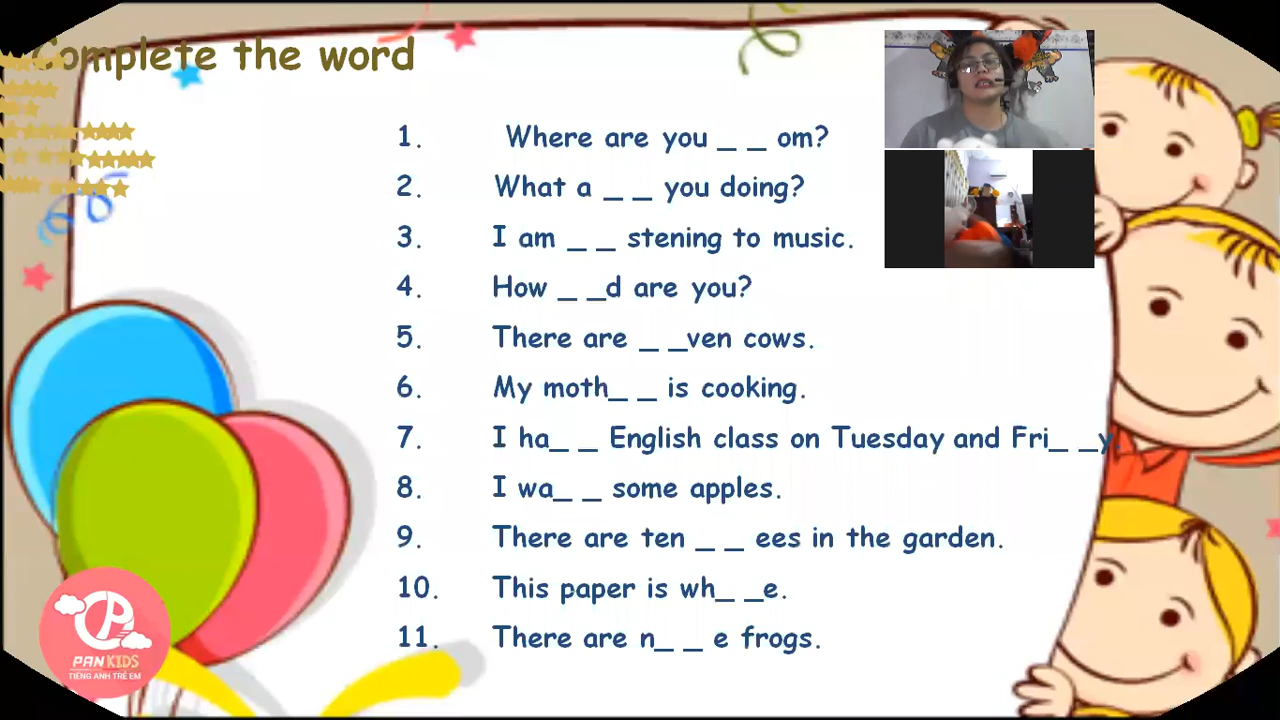 Complete the word
1. Where are you _ _ om?
2. What a _ _ you doing?
3. I am _ _ stening to music.
4. How _ _d are you?
5. There are _ _ven cows.
6. My moth_ _ is cooking.
7. I ha_ _ English class on Tuesday and Fri_ _y
8. I wa_ _ some apples.
9. There are ten _ _ ees in the garden.
10. This paper is wh_ _e.
11. There are n_ _ e frogs.
PAN KIDS
TIẾNG ANH TRẺ EM